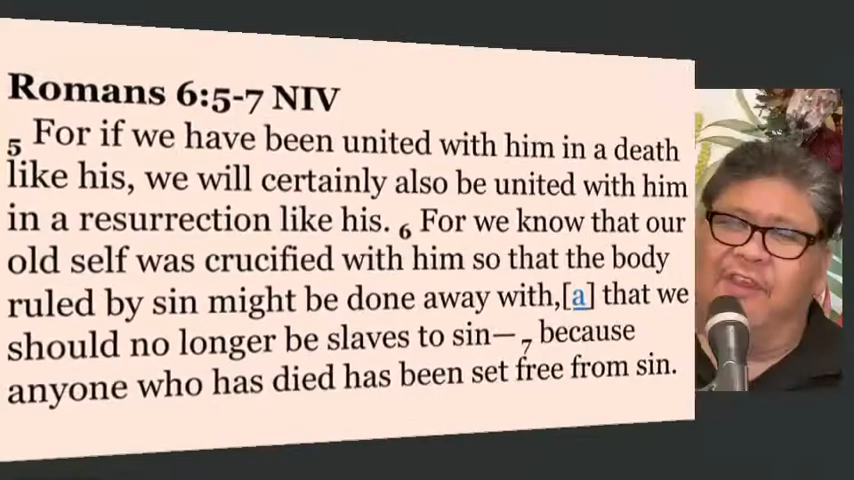 Romans 6:5-7 NIV
5 For if we have been united with him in a death
like his, we will certainly also be united with him
in a resurrection like his. 6 For we know that our
old self was crucified with him so that the body
ruled by sin might be done away with,[a] that we
should no longer be slaves to sin—7 because
anyone who has died has been set free from sin.